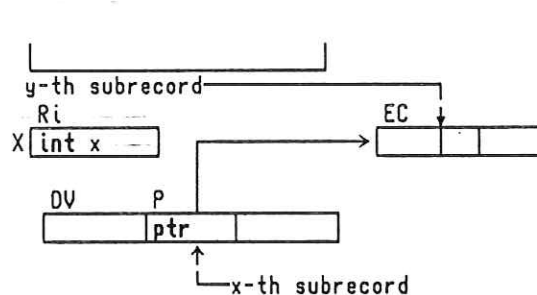 y-th subrecord
Ri
EC
X int x
DV P
ptr
x-th subrecord